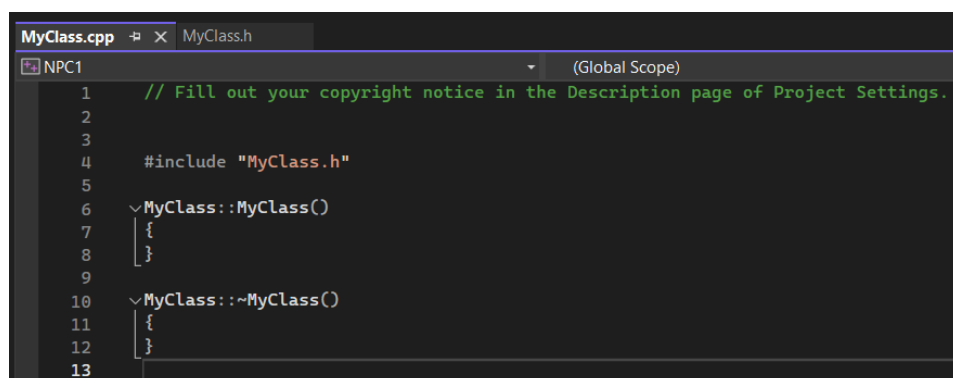 MyClass.cpp MyClass.h
NPC1 (Global Scope)
1 // Fill out your copyright notice in the Description page of Project Settings.
2
3
4 #include "MyClass.h"
5
6 MyClass::MyClass()
7 {
8 }
9
10 MyClass::~MyClass()
11 {
12 }
13